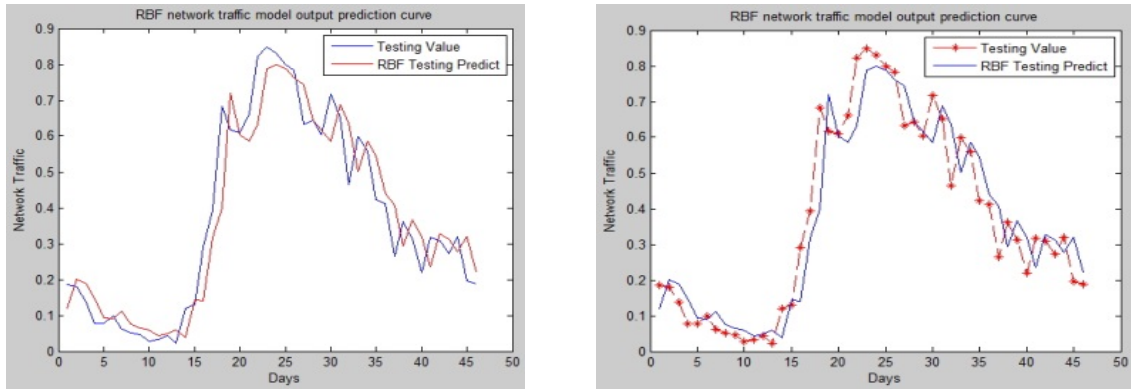 RBF network traffic model output prediction curve
0.9
0.8
0.7
0.6
0.5
0.4
0.3
0.2
0.1
0
Network Traffic
Testing Value
RBF Testing Predict
0 5 10 15 20 25 30 35 40 45 50
Days
RBF network traffic model output prediction curve
0.9
0.8
0.7
0.6
0.5
0.4
0.3
0.2
0.1
0
Network Traffic
Testing Value
RBF Testing Predict
0 5 10 15 20 25 30 35 40 45 50
Days